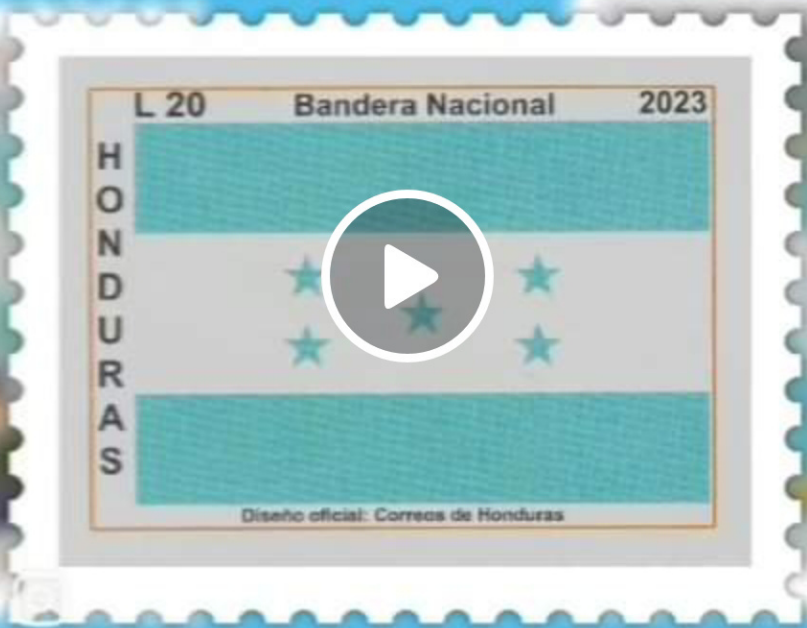 L 20 Bandera Nacional 2023
HONDURAS
Diseño oficial: Correos de Honduras